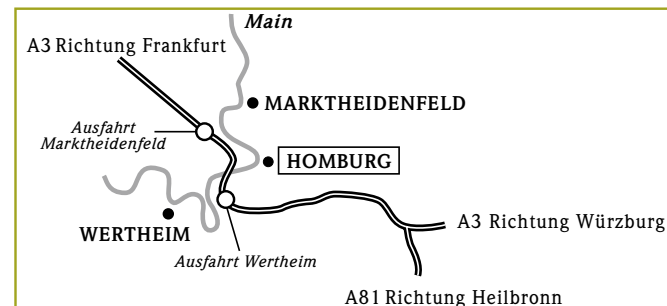 Main
A3 Richtung Frankfurt
MARKTHEIDENFELD
Ausfahrt
Marktheidenfeld
HOMBURG
WERTHEIM
A3 Richtung Würzburg
Ausfahrt Wertheim
A81 Richtung Heilbronn